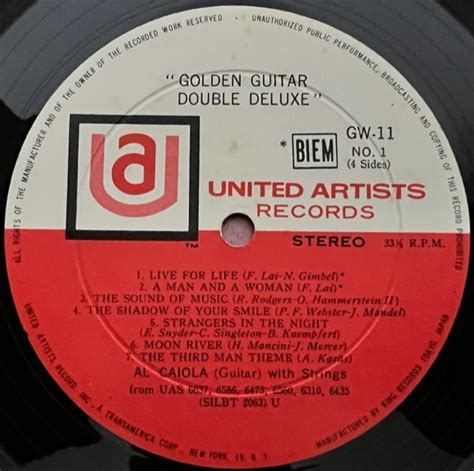 ALL RIGHTS OF THE MANUFACTURER AND OF THE OWNER OF THE RECORDED WORK RESERVED • UNAUTHORIZED PUBLIC PERFORMANCE, BROADCASTING AND COPYING OF THIS RECORD PROHIBITED
"GOLDEN GUITAR
DOUBLE DELUXE"
* BIEM
GW-11
NO. 1
(4 Sides)
ua
UNITED ARTISTS
RECORDS
TM
STEREO 33⅓ R.P.M.
1. LIVE FOR LIFE (F. Lai-N. Gimbel)*
2. A MAN AND A WOMAN (F. Lai)*
3. THE SOUND OF MUSIC (R. Rodgers-O. Hammerstein II)
4. THE SHADOW OF YOUR SMILE (P. F. Webster-J. Mandel)
5. STRANGERS IN THE NIGHT
(E. Snyder-C. Singleton-B. Kaempfert)
6. MOON RIVER (H. Mancini-J. Mercer)
7. THE THIRD MAN THEME (A. Karas)
AL CAIOLA (Guitar) with Strings
from UAS 6637, 6586, 6475, 6560, 6310, 6435
(SILBT 2063) U
UNITED ARTISTS RECORD INC., A. TRANSAMERICA CORP - NEW YORK, 19, N. Y.
MANUFACTURED BY KING RECORDS TOKYO, JAPAN